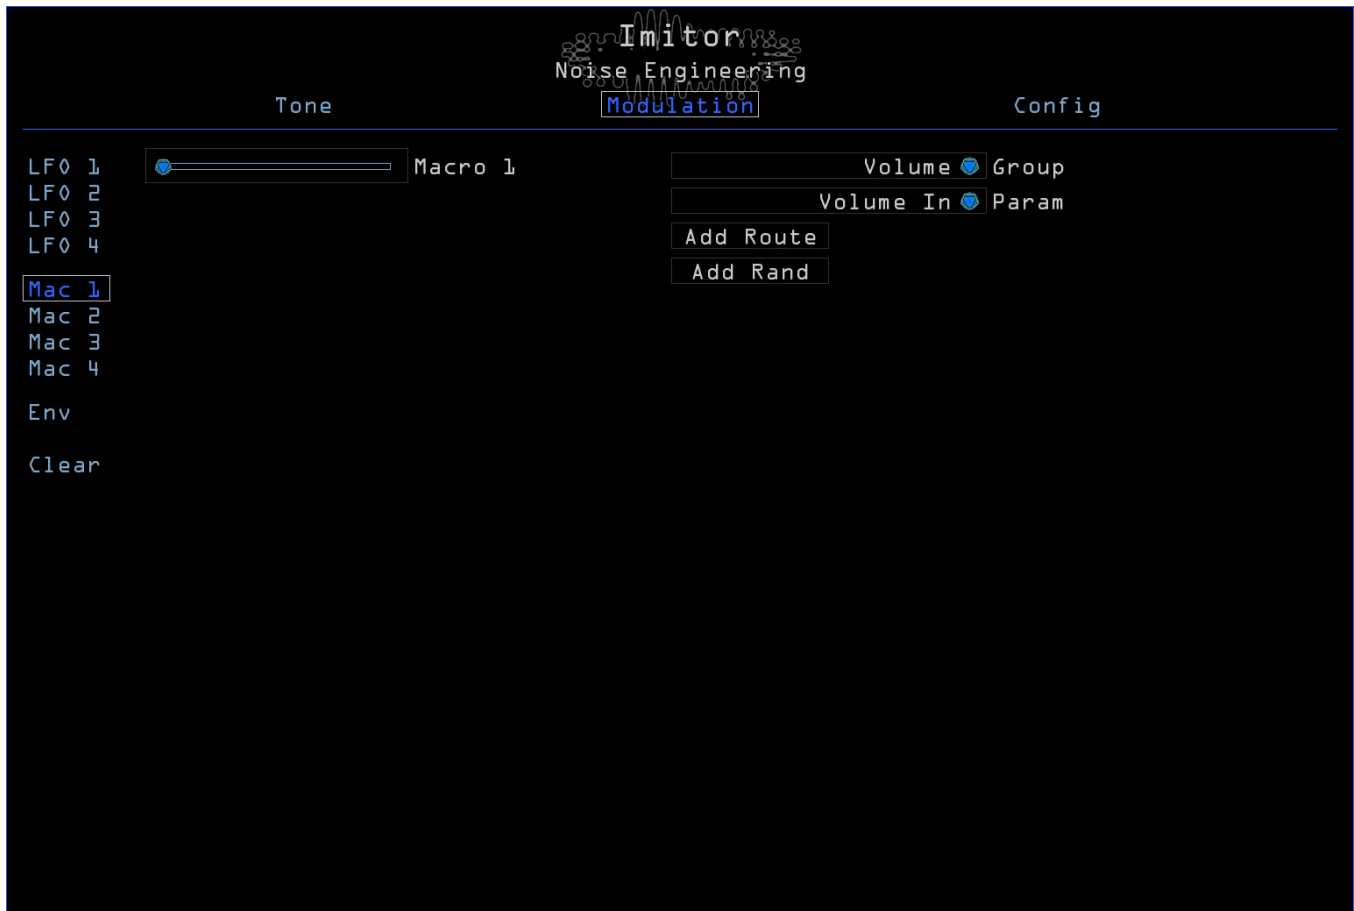 Imitor
Noise Engineering
Tone Modulation Config
LFO 1 Macro 1 Volume Group
LFO 2 Volume In Param
LFO 3
LFO 4 Add Route
Add Rand
Mac 1
Mac 2
Mac 3
Mac 4
Env
Clear